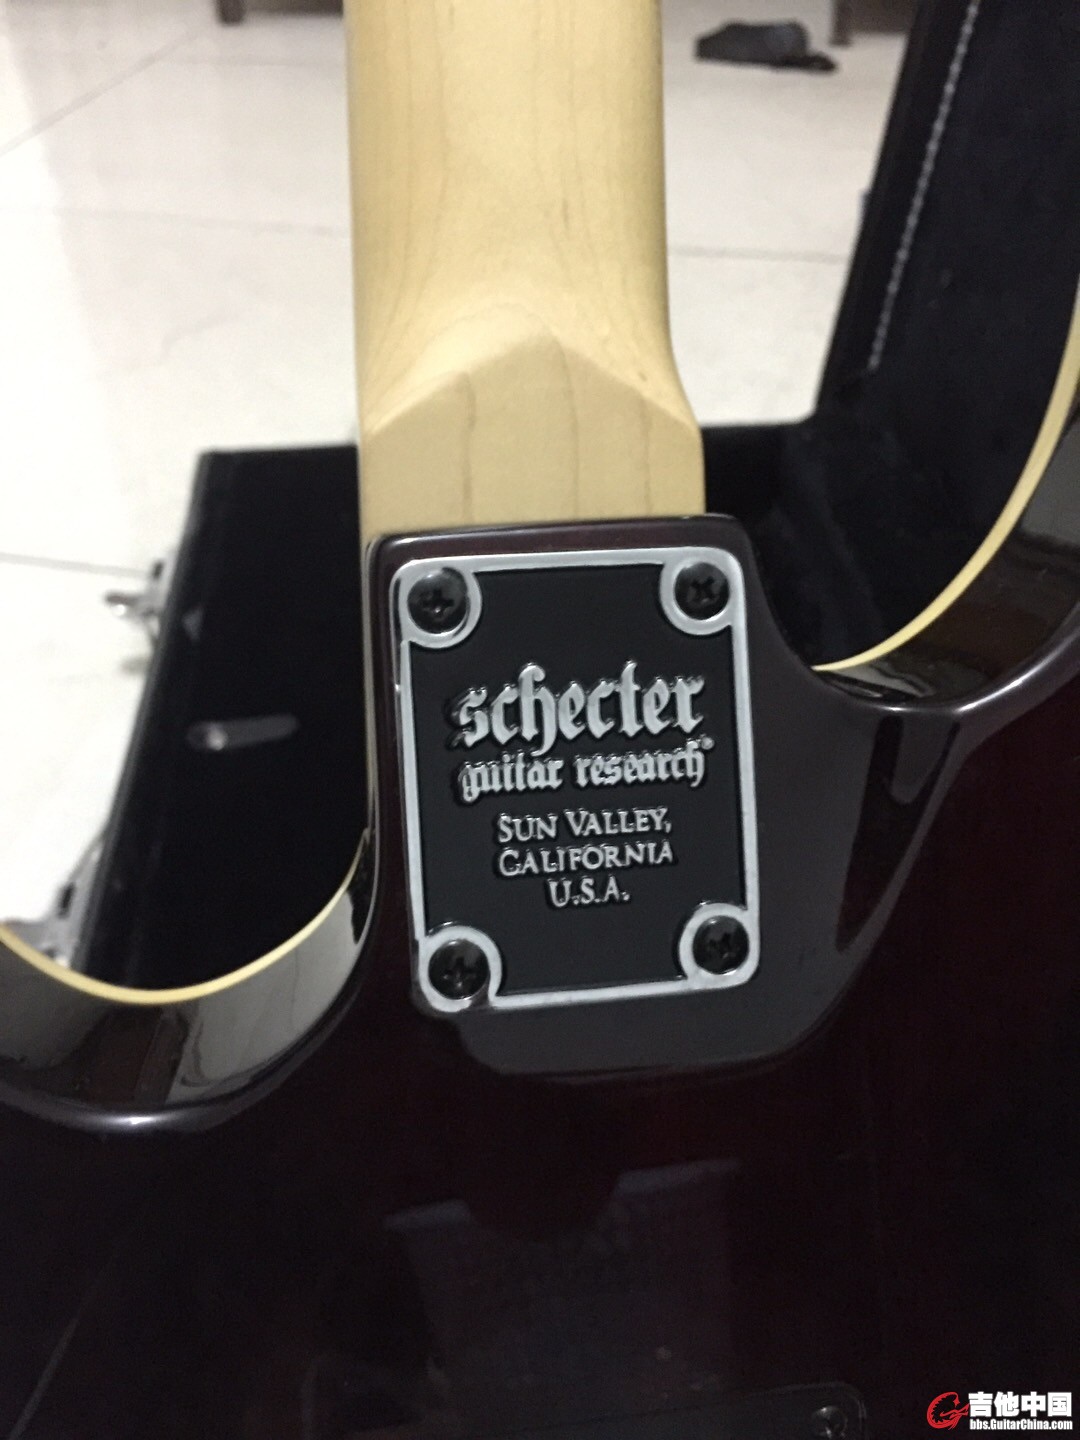 schecter
guitar research®
SUN VALLEY,
CALIFORNIA
U.S.A.
吉他中国
bbs.GuitarChina.com